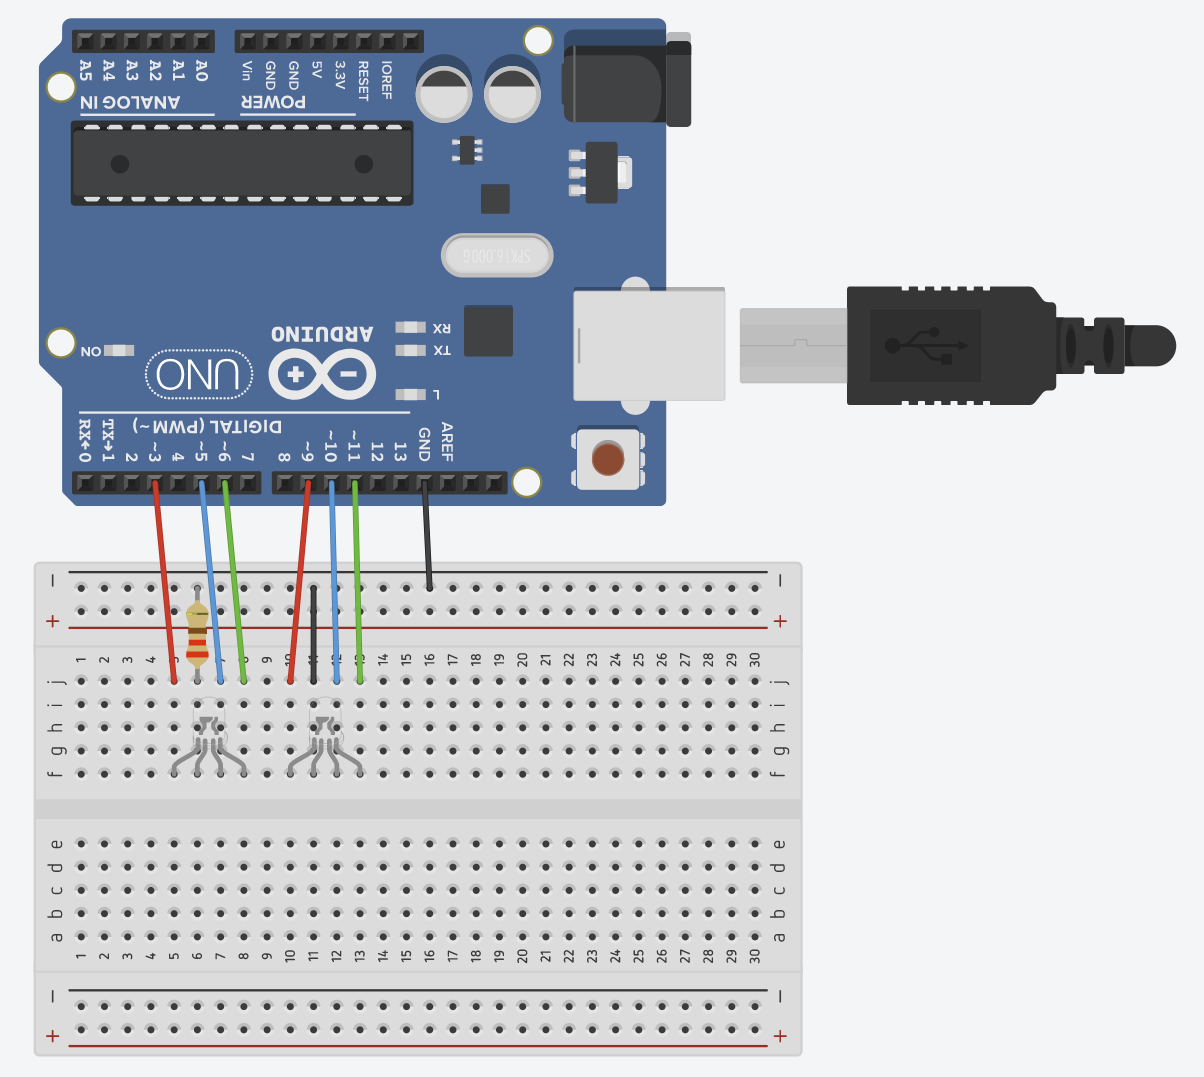 A5 A4 A3 A2 A1 A0 Vin GND GND 5V 3.3V RESET IOREF
ANALOG IN POWER
SPK16.000G
ARDUINO RX
ON TX
UNO
L
DIGITAL (PWM~)
RX←0 TX→1 2 ~3 4 ~5 ~6 7 8 ~9 ~10 ~11 12 13 GND AREF
− −
+ +
1 2 3 4 5 6 7 8 9 10 11 12 13 14 15 16 17 18 19 20 21 22 23 24 25 26 27 28 29 30
j j
i i
h h
g g
f f
e e
d d
c c
b b
a a
1 2 3 4 5 6 7 8 9 10 11 12 13 14 15 16 17 18 19 20 21 22 23 24 25 26 27 28 29 30
− −
+ +